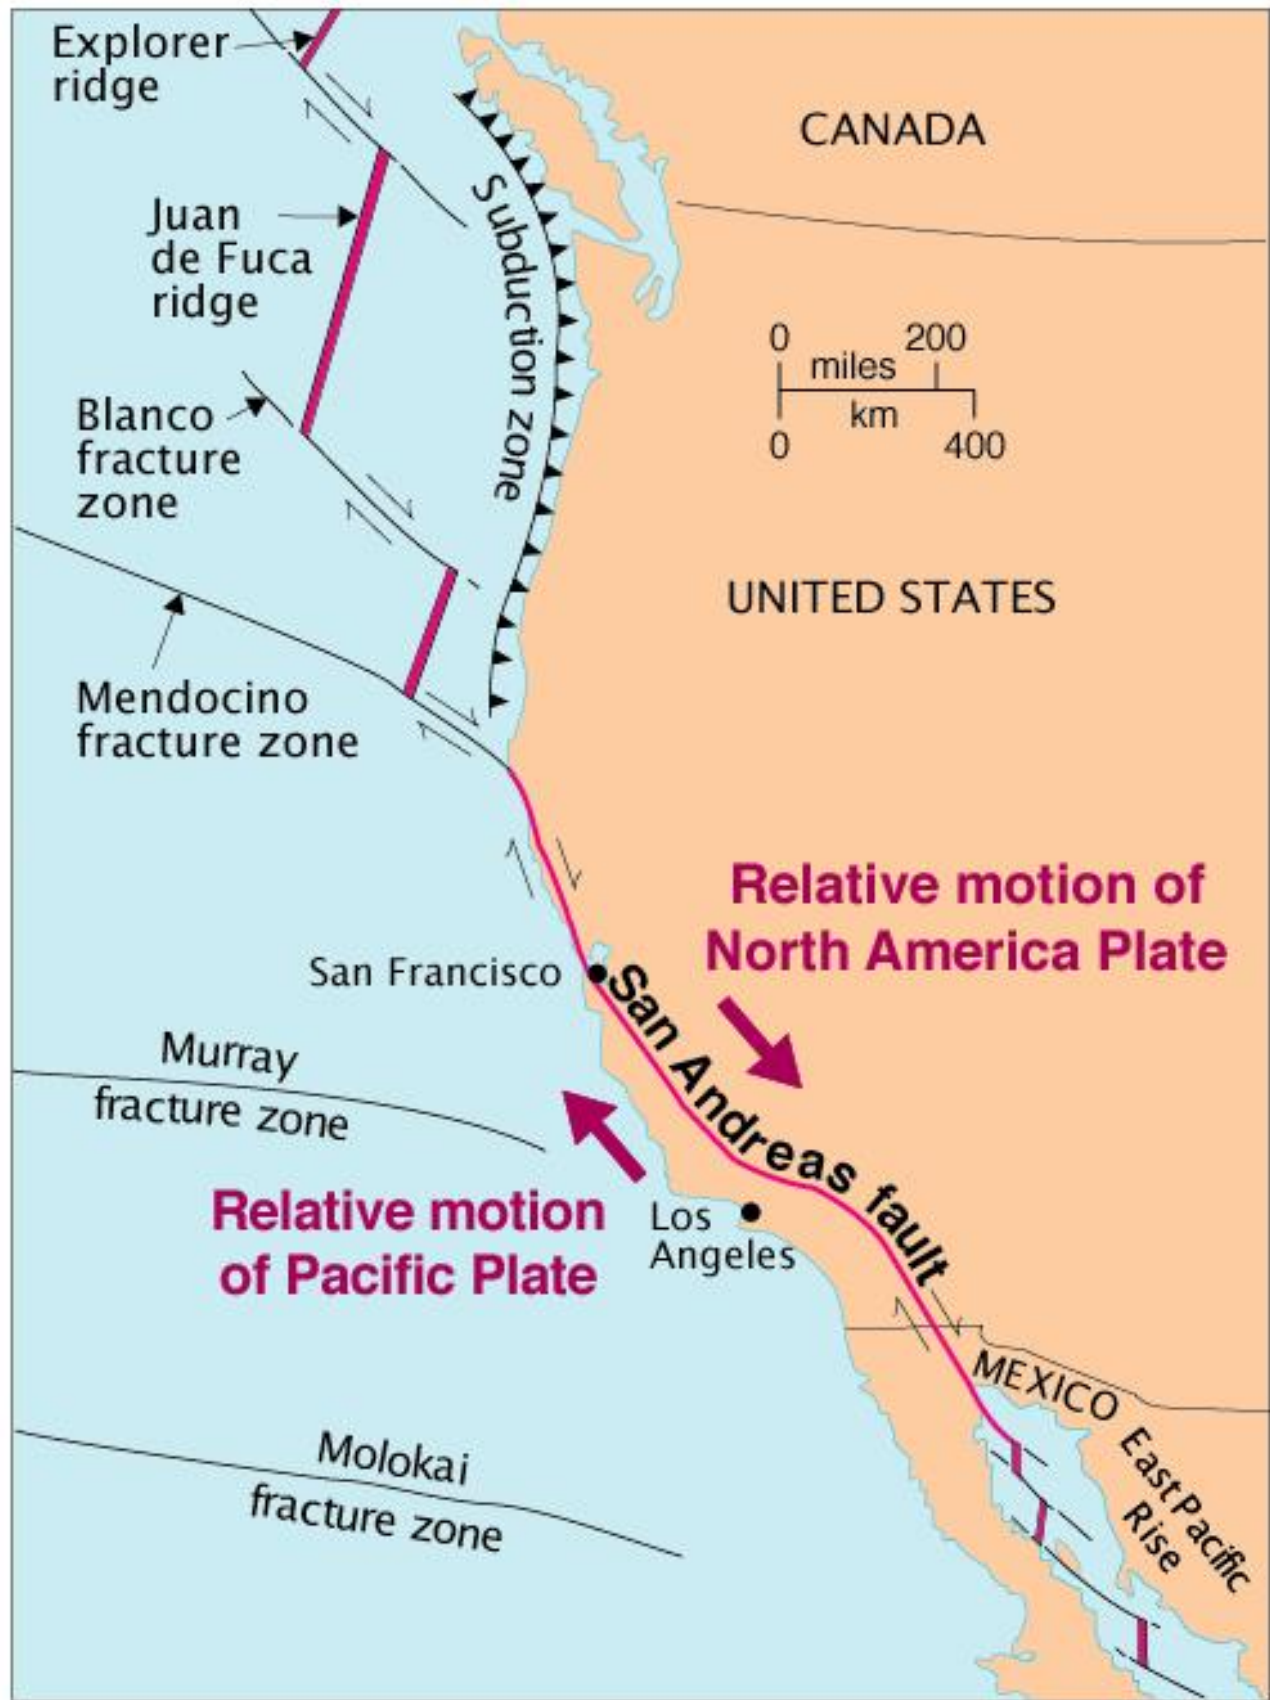 Explorer
ridge
CANADA
Subduction zone
Juan
de Fuca
ridge
0 200
miles
km
0 400
Blanco
fracture
zone
UNITED STATES
Mendocino
fracture zone
Relative motion of
North America Plate
San Francisco
San Andreas fault
Murray
fracture zone
Relative motion
of Pacific Plate
Los
Angeles
MEXICO
East Pacific
Rise
Molokai
fracture zone